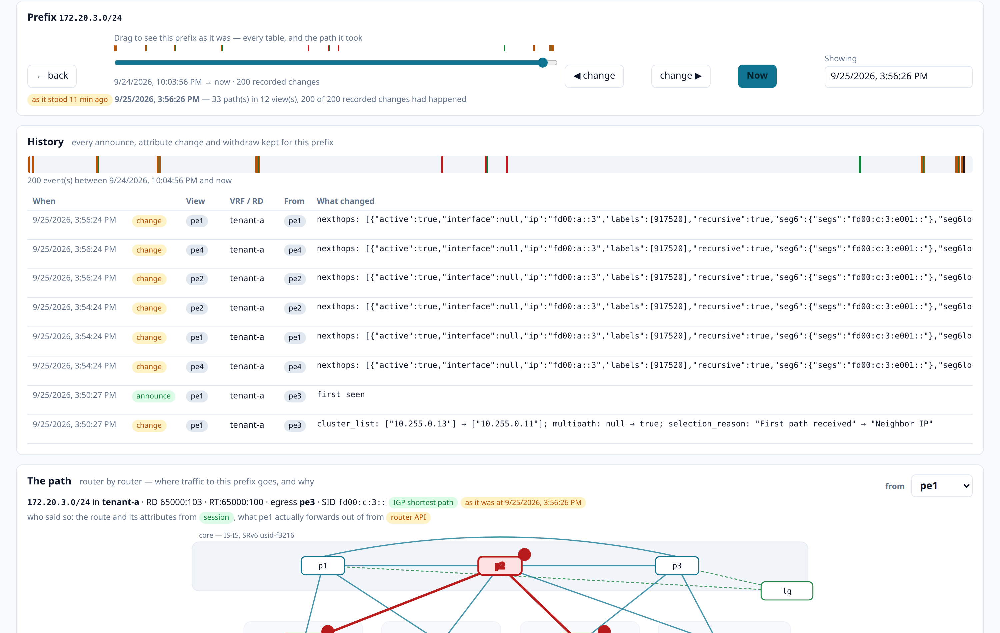 Prefix 172.20.3.0/24
Drag to see this prefix as it was — every table, and the path it took
← back
9/24/2026, 10:03:56 PM → now · 200 recorded changes
◀ change
change ▶
Now
Showing
9/25/2026, 3:56:26 PM
as it stood 11 min ago 9/25/2026, 3:56:26 PM — 33 path(s) in 12 view(s), 200 of 200 recorded changes had happened
History every announce, attribute change and withdraw kept for this prefix
200 event(s) between 9/24/2026, 10:04:56 PM and now
When View VRF / RD From What changed
9/25/2026, 3:56:24 PM change pe1 tenant-a pe1 nexthops: [{"active":true,"interface":null,"ip":"fd00:a::3","labels":[917520],"recursive":true,"seg6":{"segs":"fd00:c:3:e001::"},"seg6lo
9/25/2026, 3:56:24 PM change pe4 tenant-a pe4 nexthops: [{"active":true,"interface":null,"ip":"fd00:a::3","labels":[917520],"recursive":true,"seg6":{"segs":"fd00:c:3:e001::"},"seg6lo
9/25/2026, 3:56:24 PM change pe2 tenant-a pe2 nexthops: [{"active":true,"interface":null,"ip":"fd00:a::3","labels":[917520],"recursive":true,"seg6":{"segs":"fd00:c:3:e001::"},"seg6lo
9/25/2026, 3:54:24 PM change pe2 tenant-a pe2 nexthops: [{"active":true,"interface":null,"ip":"fd00:a::3","labels":[917520],"recursive":true,"seg6":{"segs":"fd00:c:3:e001::"},"seg6lo
9/25/2026, 3:54:24 PM change pe1 tenant-a pe1 nexthops: [{"active":true,"interface":null,"ip":"fd00:a::3","labels":[917520],"recursive":true,"seg6":{"segs":"fd00:c:3:e001::"},"seg6lo
9/25/2026, 3:54:24 PM change pe4 tenant-a pe4 nexthops: [{"active":true,"interface":null,"ip":"fd00:a::3","labels":[917520],"recursive":true,"seg6":{"segs":"fd00:c:3:e001::"},"seg6lo
9/25/2026, 3:50:27 PM announce pe1 tenant-a pe3 first seen
9/25/2026, 3:50:27 PM change pe1 tenant-a pe3 cluster_list: ["10.255.0.13"] → ["10.255.0.11"]; multipath: null → true; selection_reason: "First path received" → "Neighbor IP"
The path router by router — where traffic to this prefix goes, and why
from pe1
172.20.3.0/24 in tenant-a · RD 65000:103 · RT:65000:100 · egress pe3 · SID fd00:c:3:: IGP shortest path as it was at 9/25/2026, 3:56:26 PM
who said so: the route and its attributes from session, what pe1 actually forwards out of from router API
core — IS-IS, SRv6 usid-f3216
p1
p2
p3
lg